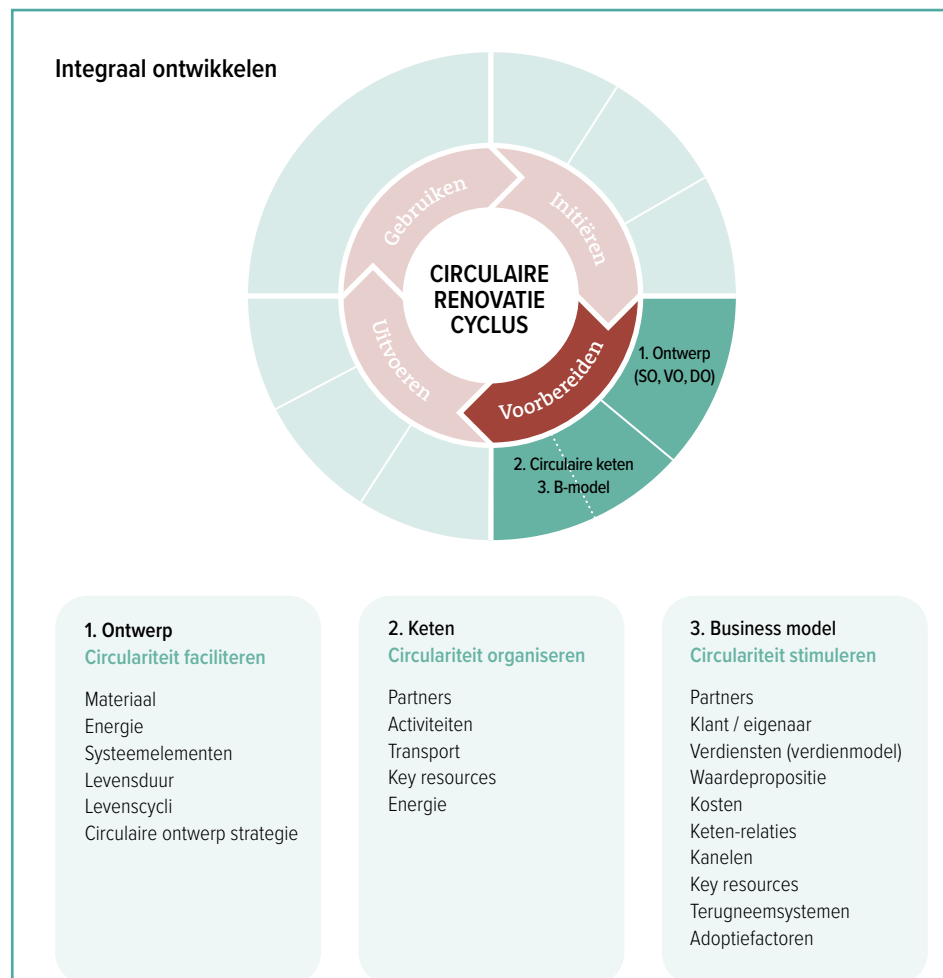 Integraal ontwikkelen
Gebruiken
Initiëren
CIRCULAIRE
RENOVATIE
CYCLUS
Uitvoeren
Voorbereiden
1. Ontwerp
(SO, VO, DO)
2. Circulaire keten
3. B-model
1. Ontwerp
Circulariteit faciliteren
Materiaal
Energie
Systeemelementen
Levensduur
Levenscycli
Circulaire ontwerp strategie
2. Keten
Circulariteit organiseren
Partners
Activiteiten
Transport
Key resources
Energie
3. Business model
Circulariteit stimuleren
Partners
Klant / eigenaar
Verdiensten (verdienmodel)
Waardepropositie
Kosten
Keten-relaties
Kanelen
Key resources
Terugneemsystemen
Adoptiefactoren